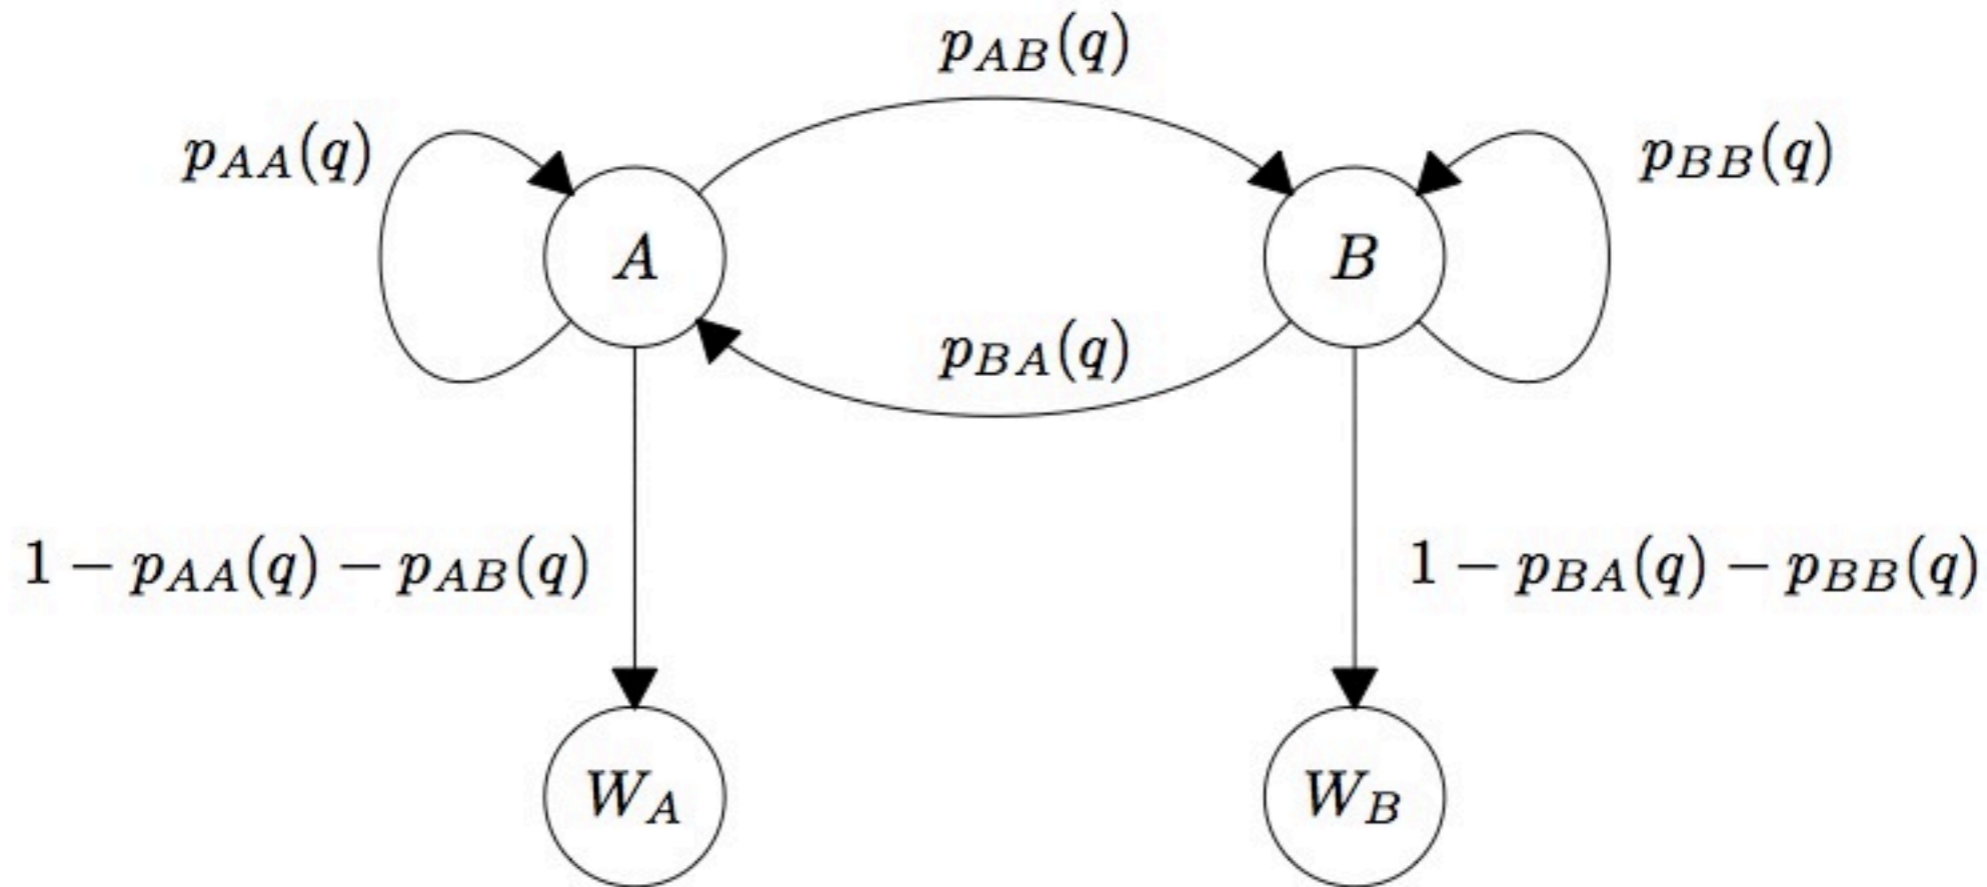 p_{AB}(q)
p_{AA}(q)
p_{BB}(q)
A
B
p_{BA}(q)
1 − p_{AA}(q) − p_{AB}(q)
1 − p_{BA}(q) − p_{BB}(q)
W_A
W_B